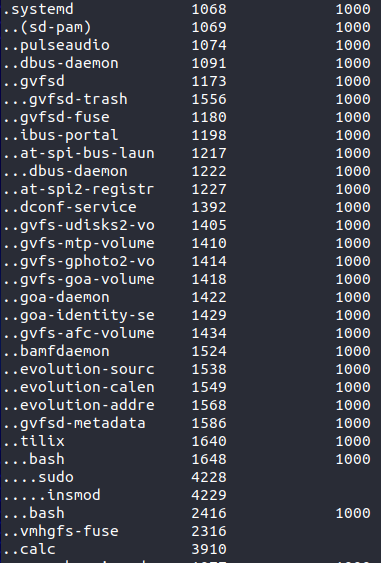 .systemd 1068 1000
..(sd-pam) 1069 1000
..pulseaudio 1074 1000
..dbus-daemon 1091 1000
..gvfsd 1173 1000
...gvfsd-trash 1556 1000
..gvfsd-fuse 1180 1000
..ibus-portal 1198 1000
..at-spi-bus-laun 1217 1000
...dbus-daemon 1222 1000
..at-spi2-registr 1227 1000
..dconf-service 1392 1000
..gvfs-udisks2-vo 1405 1000
..gvfs-mtp-volume 1410 1000
..gvfs-gphoto2-vo 1414 1000
..gvfs-goa-volume 1418 1000
..goa-daemon 1422 1000
..goa-identity-se 1429 1000
..gvfs-afc-volume 1434 1000
..bamfdaemon 1524 1000
..evolution-sourc 1538 1000
..evolution-calen 1549 1000
..evolution-addre 1568 1000
..gvfsd-metadata 1586 1000
..tilix 1640 1000
...bash 1648 1000
....sudo 4228
.....insmod 4229
...bash 2416 1000
..vmhgfs-fuse 2316
..calc 3910